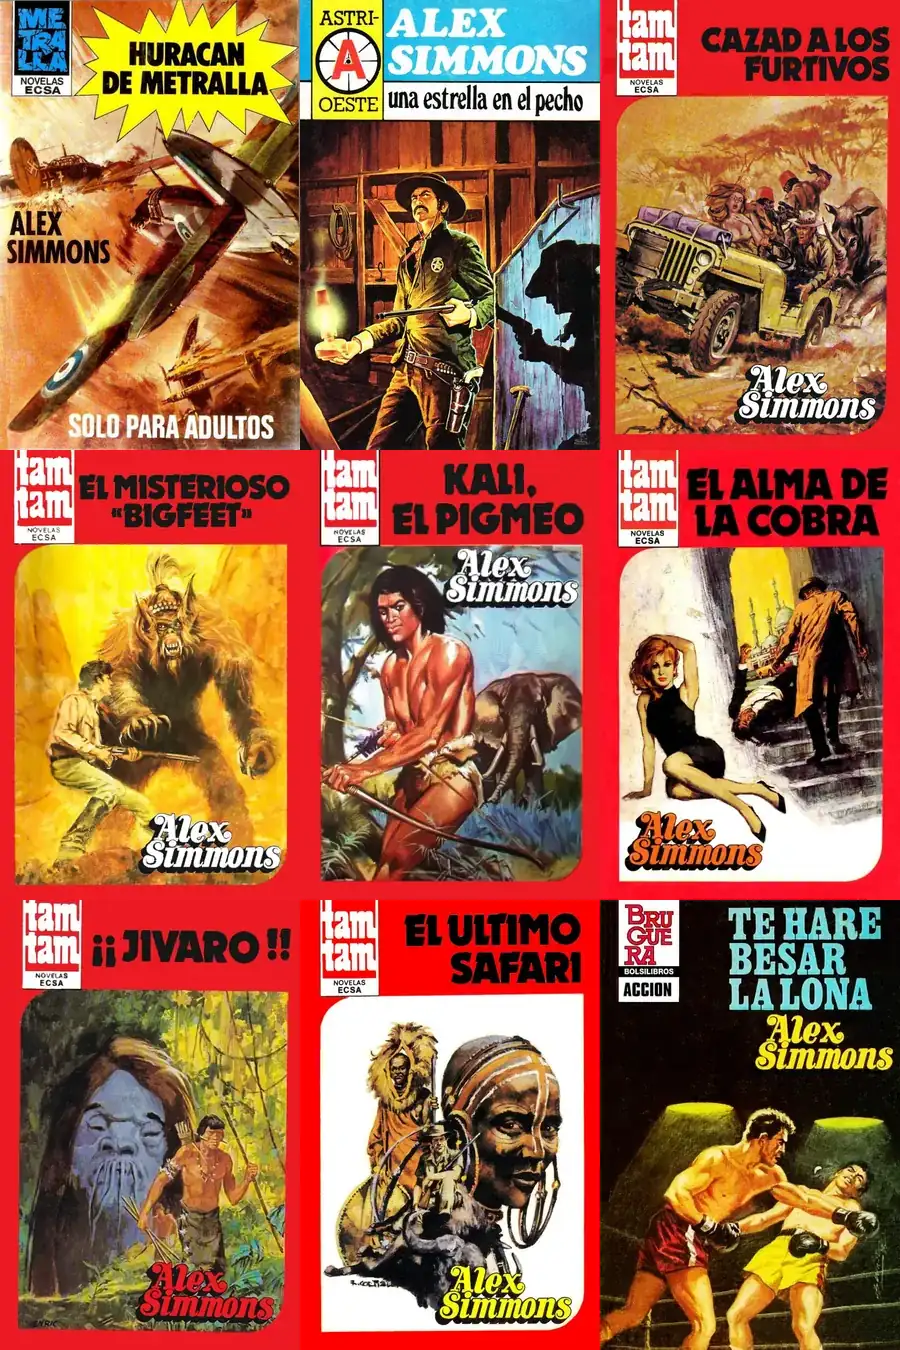 ME
TRA
LLA
NOVELAS
ECSA
HURACAN
DE METRALLA
ALEX
SIMMONS
SOLO PARA ADULTOS
ASTRI-
A
OESTE
ALEX
SIMMONS
una estrella en el pecho
tam
tam
NOVELAS
ECSA
CAZAD A LOS
FURTIVOS
Alex
Simmons
tam
tam
NOVELAS
ECSA
EL MISTERIOSO
«BIGFEET»
Alex
Simmons
tam
tam
NOVELAS
ECSA
KALI,
EL PIGMEO
Alex
Simmons
tam
tam
NOVELAS
ECSA
EL ALMA DE
LA COBRA
Alex
Simmons
tam
tam
NOVELAS
ECSA
¡¡JIVARO!!
Alex
Simmons
tam
tam
NOVELAS
ECSA
EL ULTIMO
SAFARI
Alex
Simmons
BRU
GUE
RA
BOLSILIBROS
ACCION
TE HARE
BESAR
LA LONA
Alex
Simmons